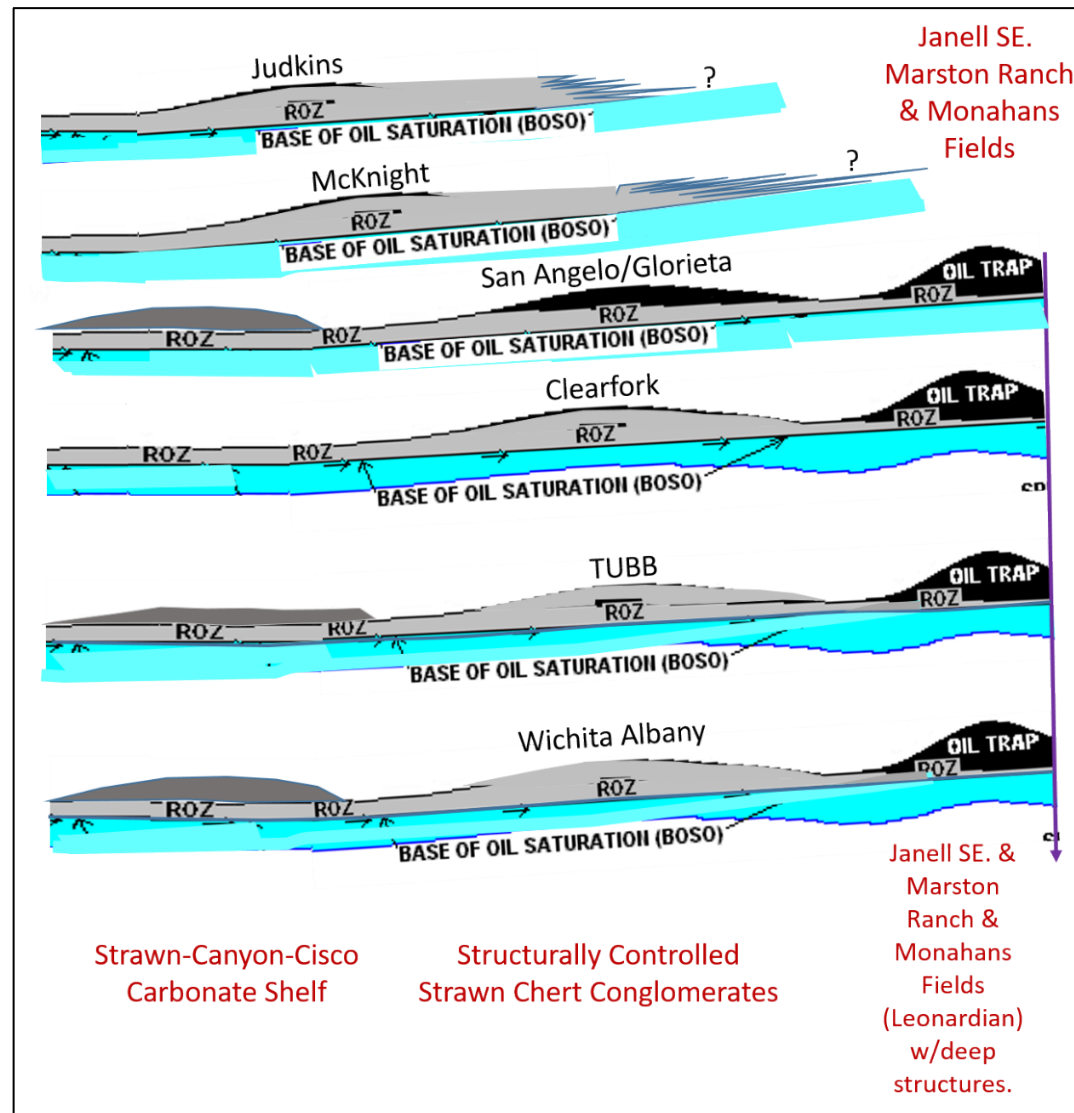 Judkins
Janell SE.
Marston Ranch
& Monahans
Fields
?
ROZ
BASE OF OIL SATURATION (BOSO)
McKnight
?
ROZ
BASE OF OIL SATURATION (BOSO)
San Angelo/Glorieta
OIL TRAP
ROZ ROZ ROZ ROZ
BASE OF OIL SATURATION (BOSO)
Clearfork
OIL TRAP
ROZ ROZ ROZ ROZ
BASE OF OIL SATURATION (BOSO)
TUBB
OIL TRAP
ROZ ROZ ROZ ROZ
BASE OF OIL SATURATION (BOSO)
Wichita Albany
OIL TRAP
ROZ ROZ ROZ ROZ
BASE OF OIL SATURATION (BOSO)
Strawn-Canyon-Cisco
Carbonate Shelf
Structurally Controlled
Strawn Chert Conglomerates
Janell SE. &
Marston
Ranch &
Monahans
Fields
(Leonardian)
w/deep
structures.